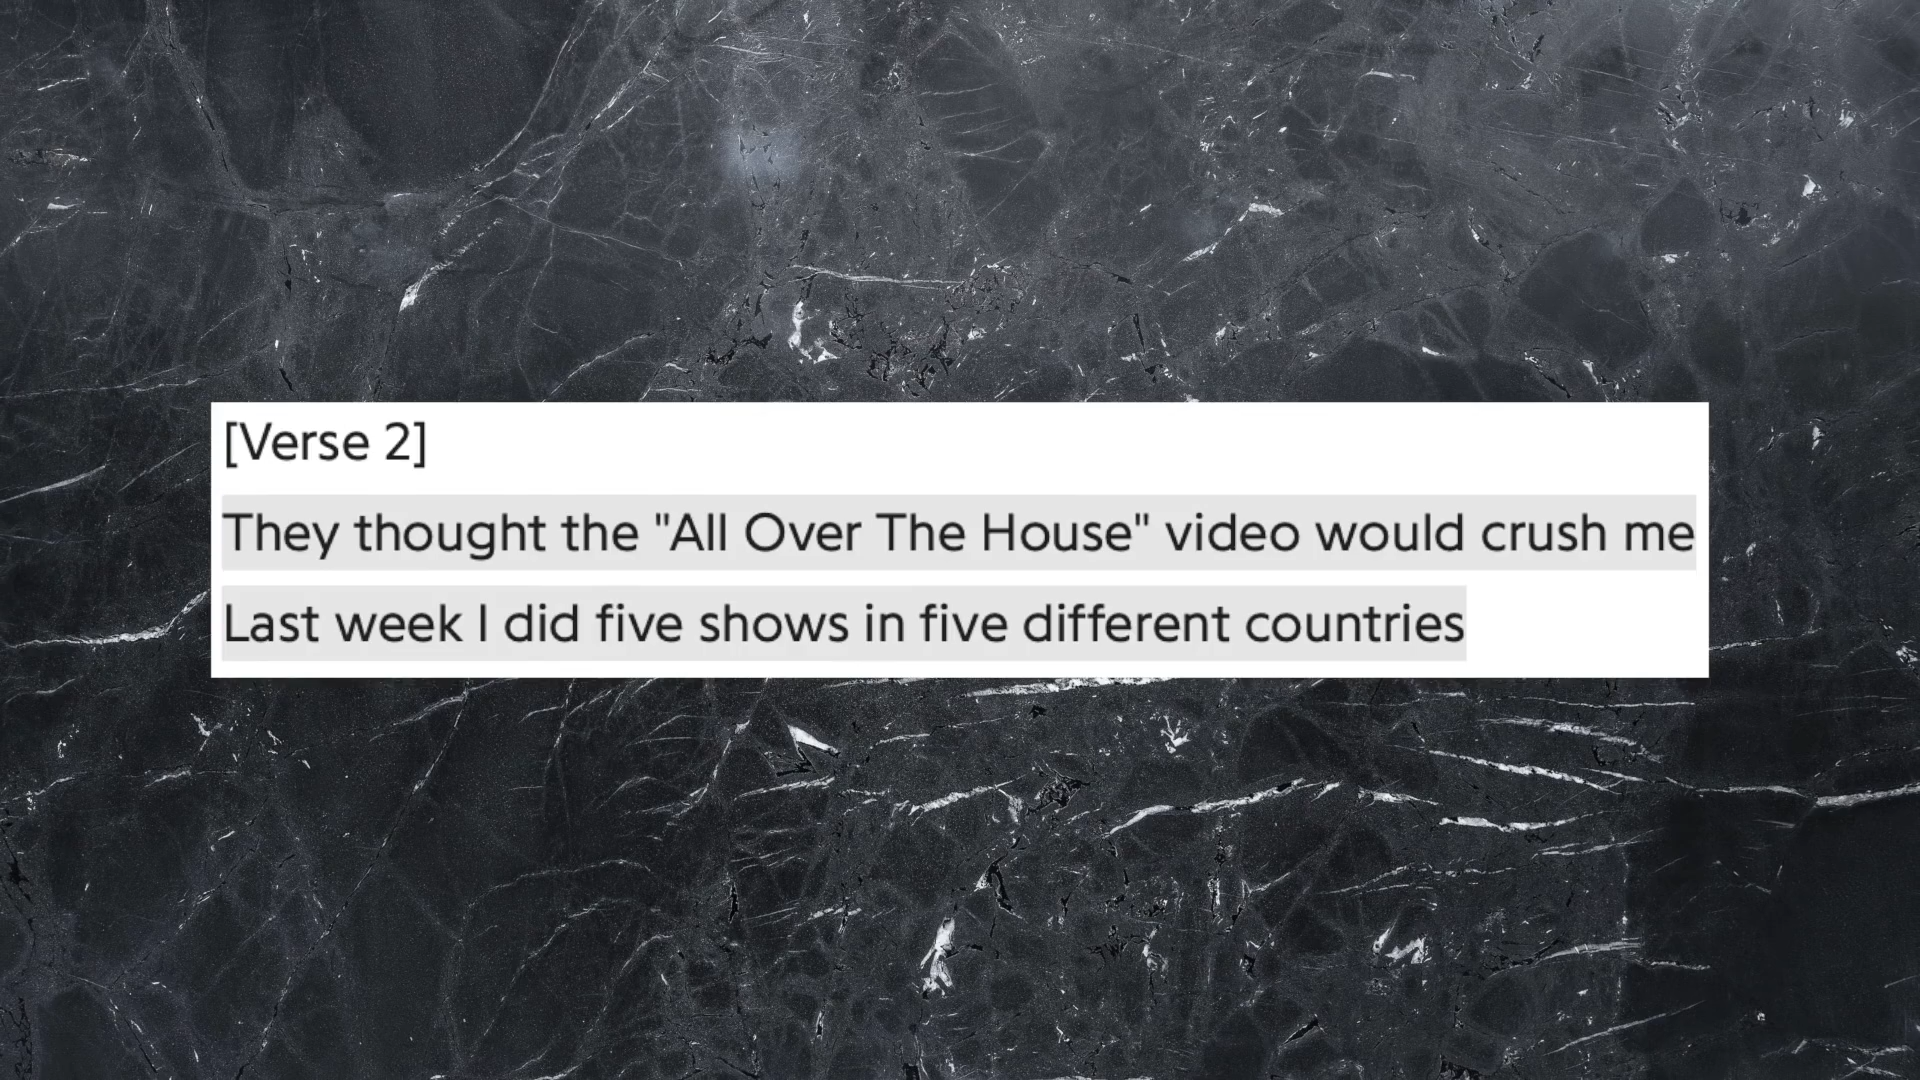 [Verse 2]
They thought the "All Over The House" video would crush me
Last week I did five shows in five different countries